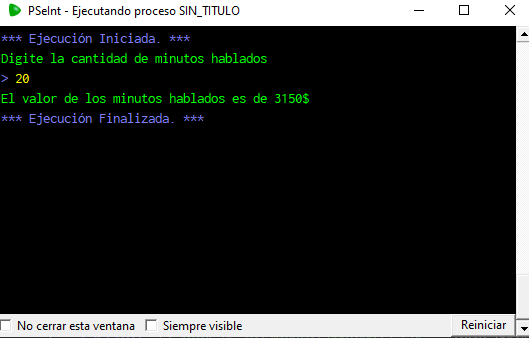 PSeInt - Ejecutando proceso SIN_TITULO
*** Ejecución Iniciada. ***
Digite la cantidad de minutos hablados
> 20
El valor de los minutos hablados es de 3150$
*** Ejecución Finalizada. ***
No cerrar esta ventana Siempre visible Reiniciar